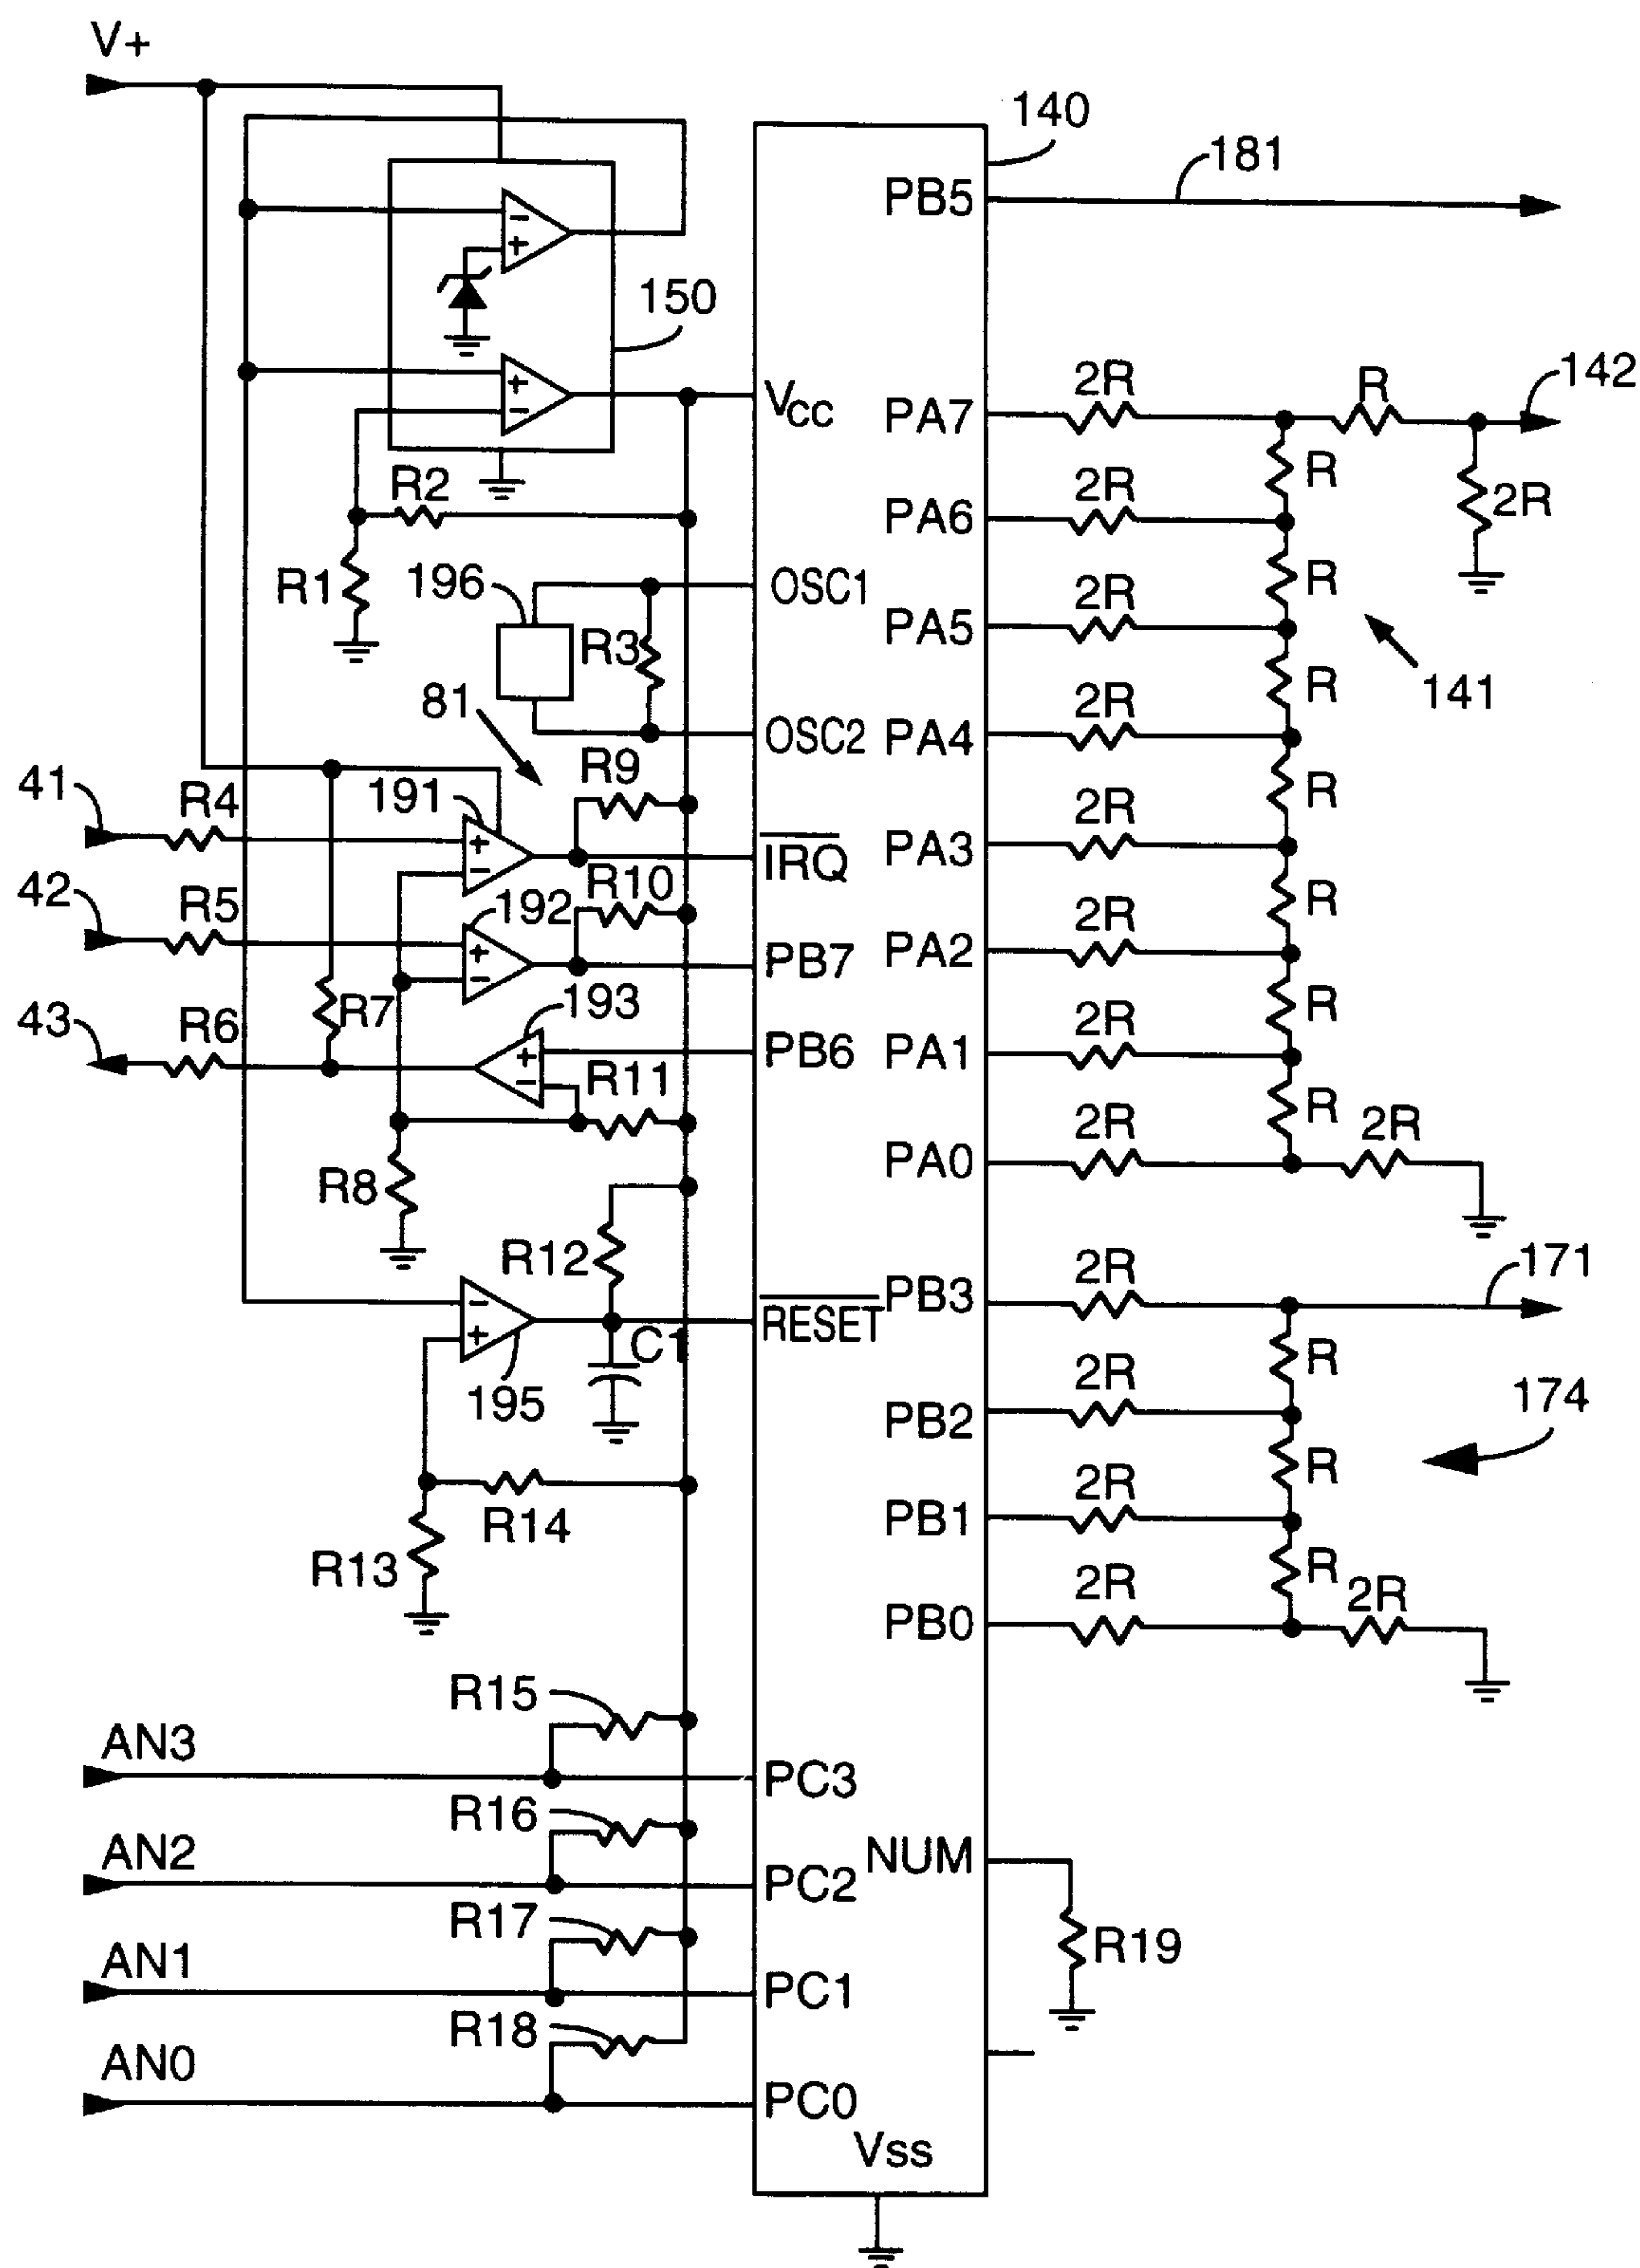 V+
140
181
PB5
150
VCC
PA7
2R
R
142
R2
R
2R
PA6
2R
R1
196
OSC1
R
R3
PA5
2R
141
81
R
OSC2
PA4
2R
R9
41
R4
191
R
IRQ
PA3
2R
R10
42
R5
192
R
PB7
PA2
2R
193
43
R6
R7
R
PB6
PA1
2R
R11
R
R8
PA0
2R
2R
R12
171
RESET
PB3
2R
C1
R
195
174
PB2
2R
R14
R
R13
PB1
2R
R
PB0
2R
2R
R15
AN3
PC3
R16
AN2
PC2
NUM
R17
R19
AN1
PC1
R18
AN0
PC0
Vss